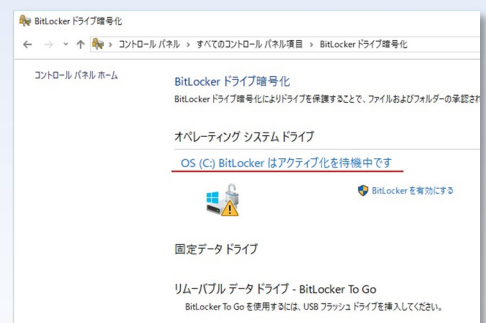 BitLocker ドライブ暗号化
コントロール パネル › すべてのコントロール パネル項目 › BitLocker ドライブ暗号化
コントロール パネル ホーム
BitLocker ドライブ暗号化
BitLocker ドライブ暗号化によりドライブを保護することで、ファイルおよびフォルダーの承認され
オペレーティング システム ドライブ
OS (C:) BitLocker はアクティブ化を待機中です
BitLocker を有効にする
固定データ ドライブ
リムーバブル データ ドライブ - BitLocker To Go
BitLocker To Go を使用するには、USB フラッシュ ドライブを挿入してください。